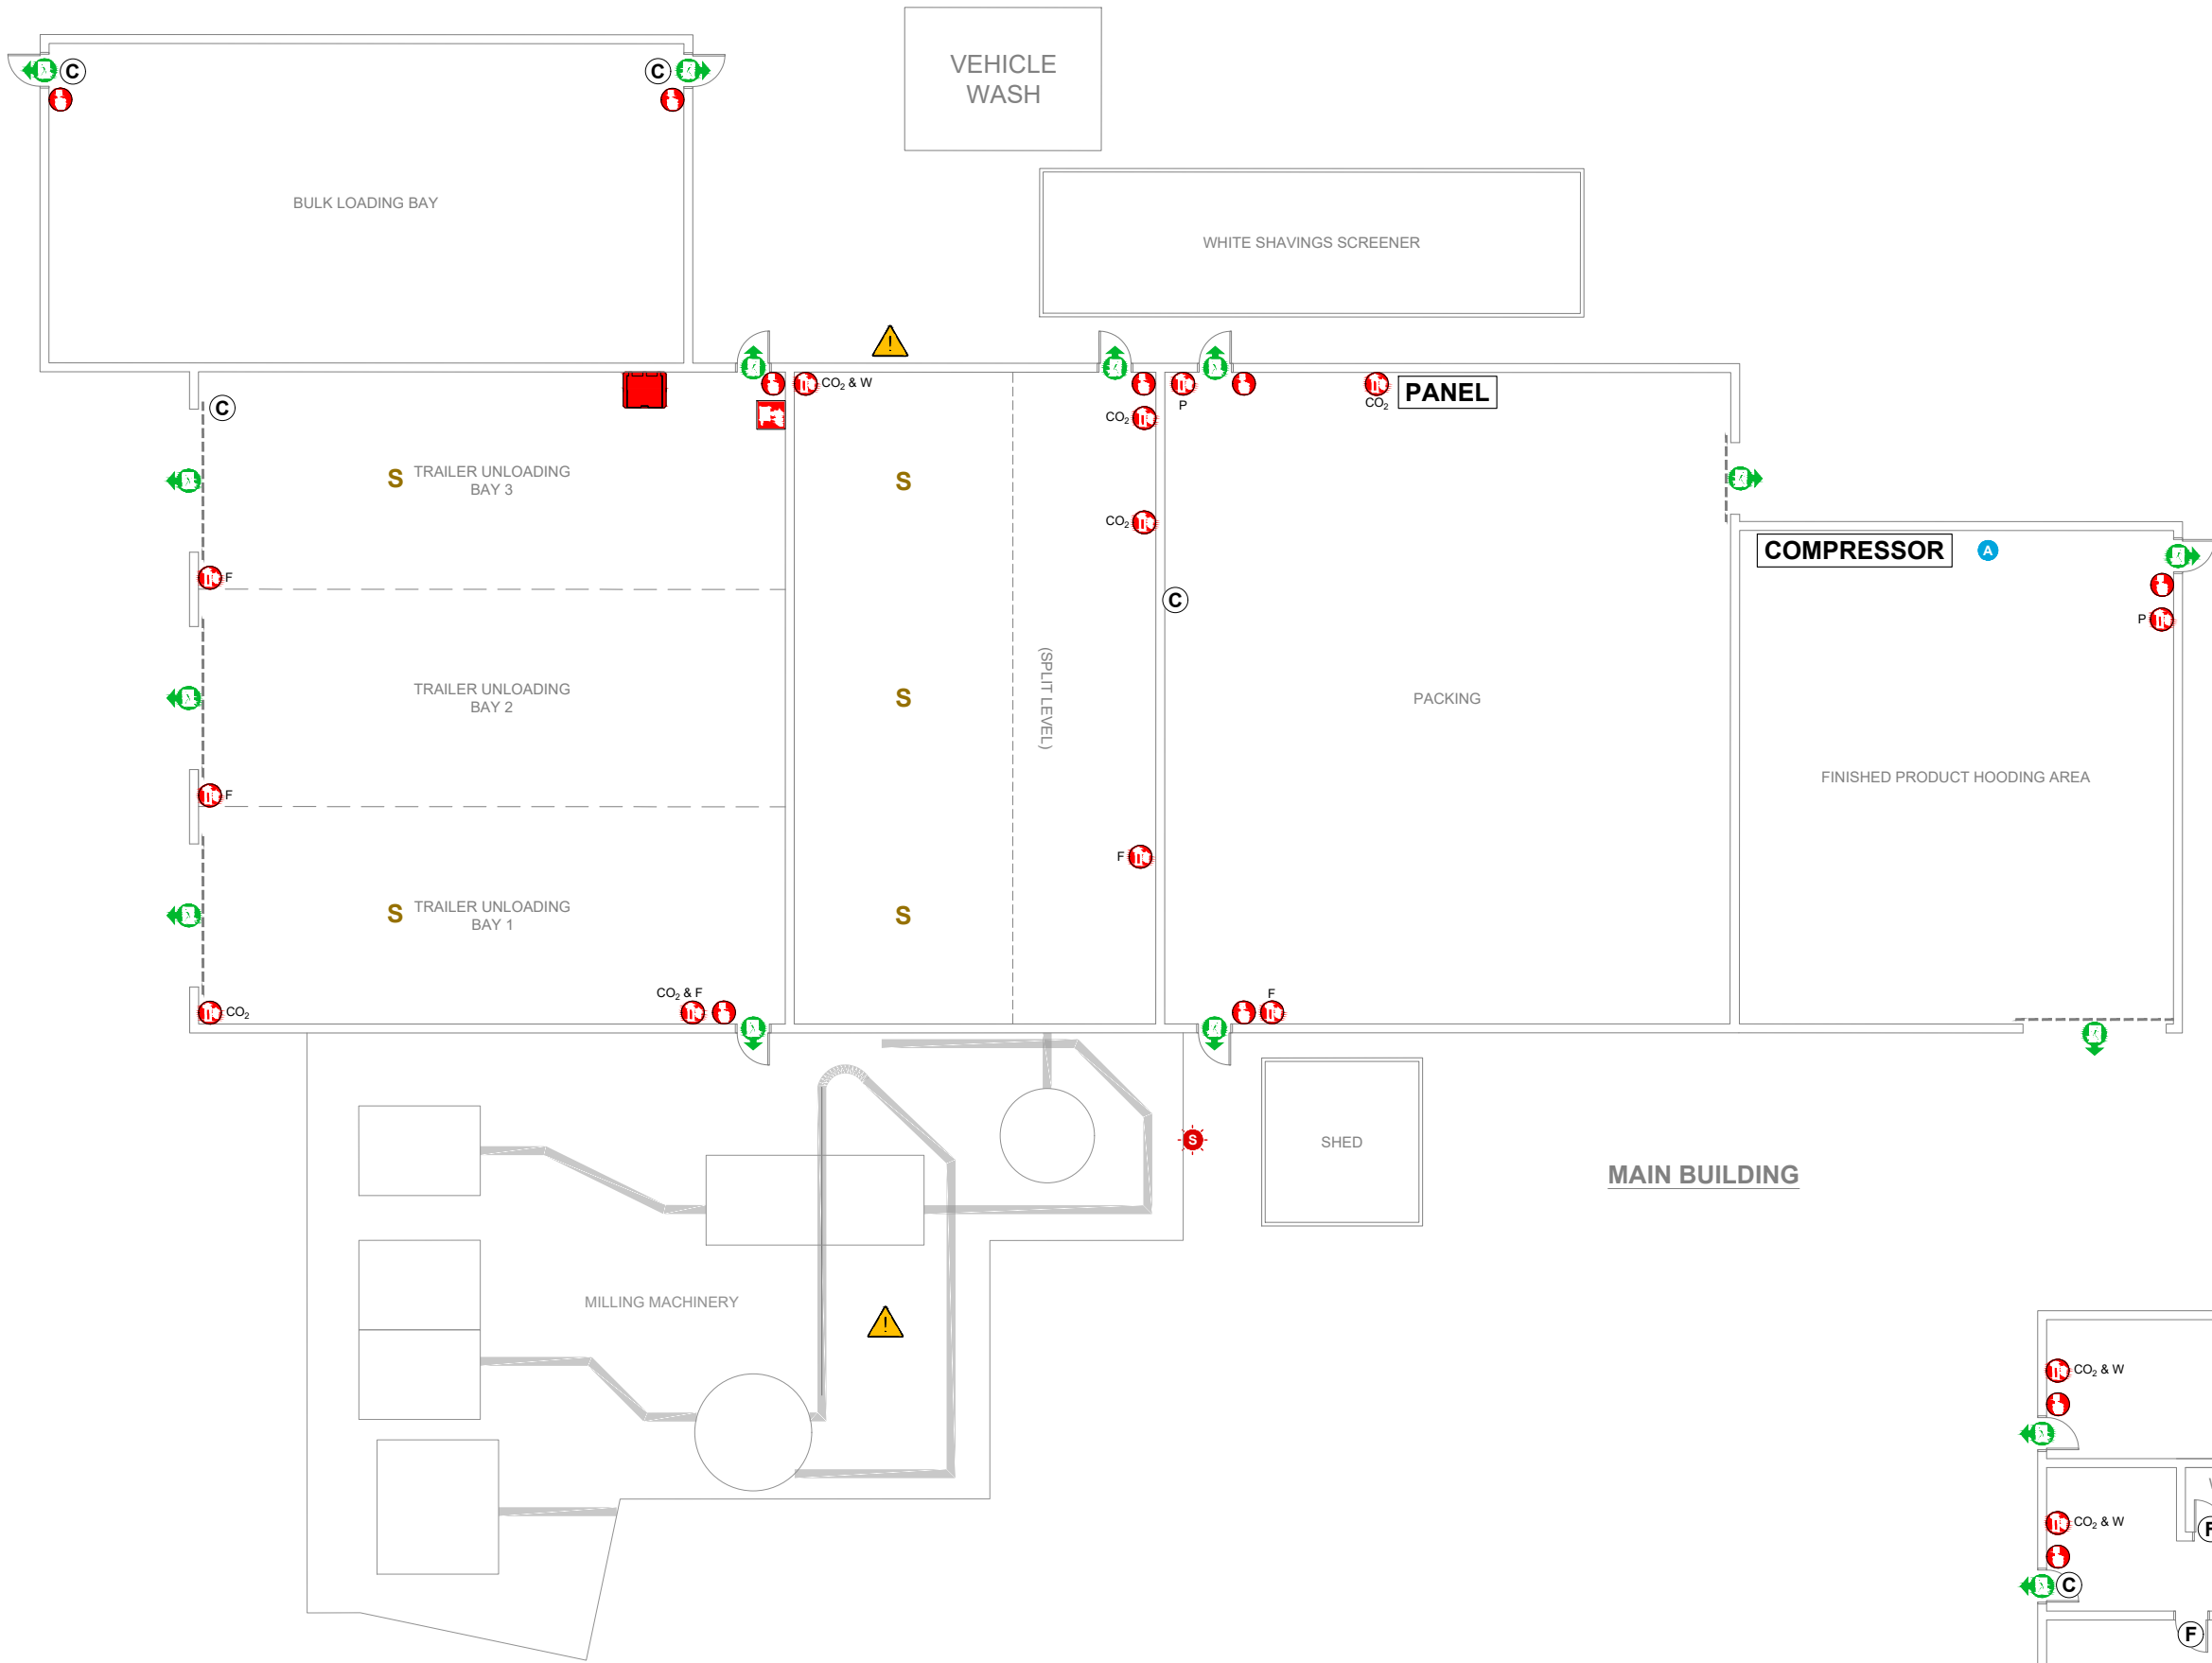 VEHICLE
WASH
C
C
BULK LOADING BAY
WHITE SHAVINGS SCREENER
CO₂ & W
P
CO₂
PANEL
C
CO₂
S
TRAILER UNLOADING
BAY 3
S
CO₂
COMPRESSOR
A
F
C
P
(SPLIT LEVEL)
TRAILER UNLOADING
BAY 2
S
PACKING
FINISHED PRODUCT HOODING AREA
F
F
S
TRAILER UNLOADING
BAY 1
S
CO₂ & F
F
CO₂
S
SHED
MAIN BUILDING
MILLING MACHINERY
CO₂ & W
CO₂ & W
C
F